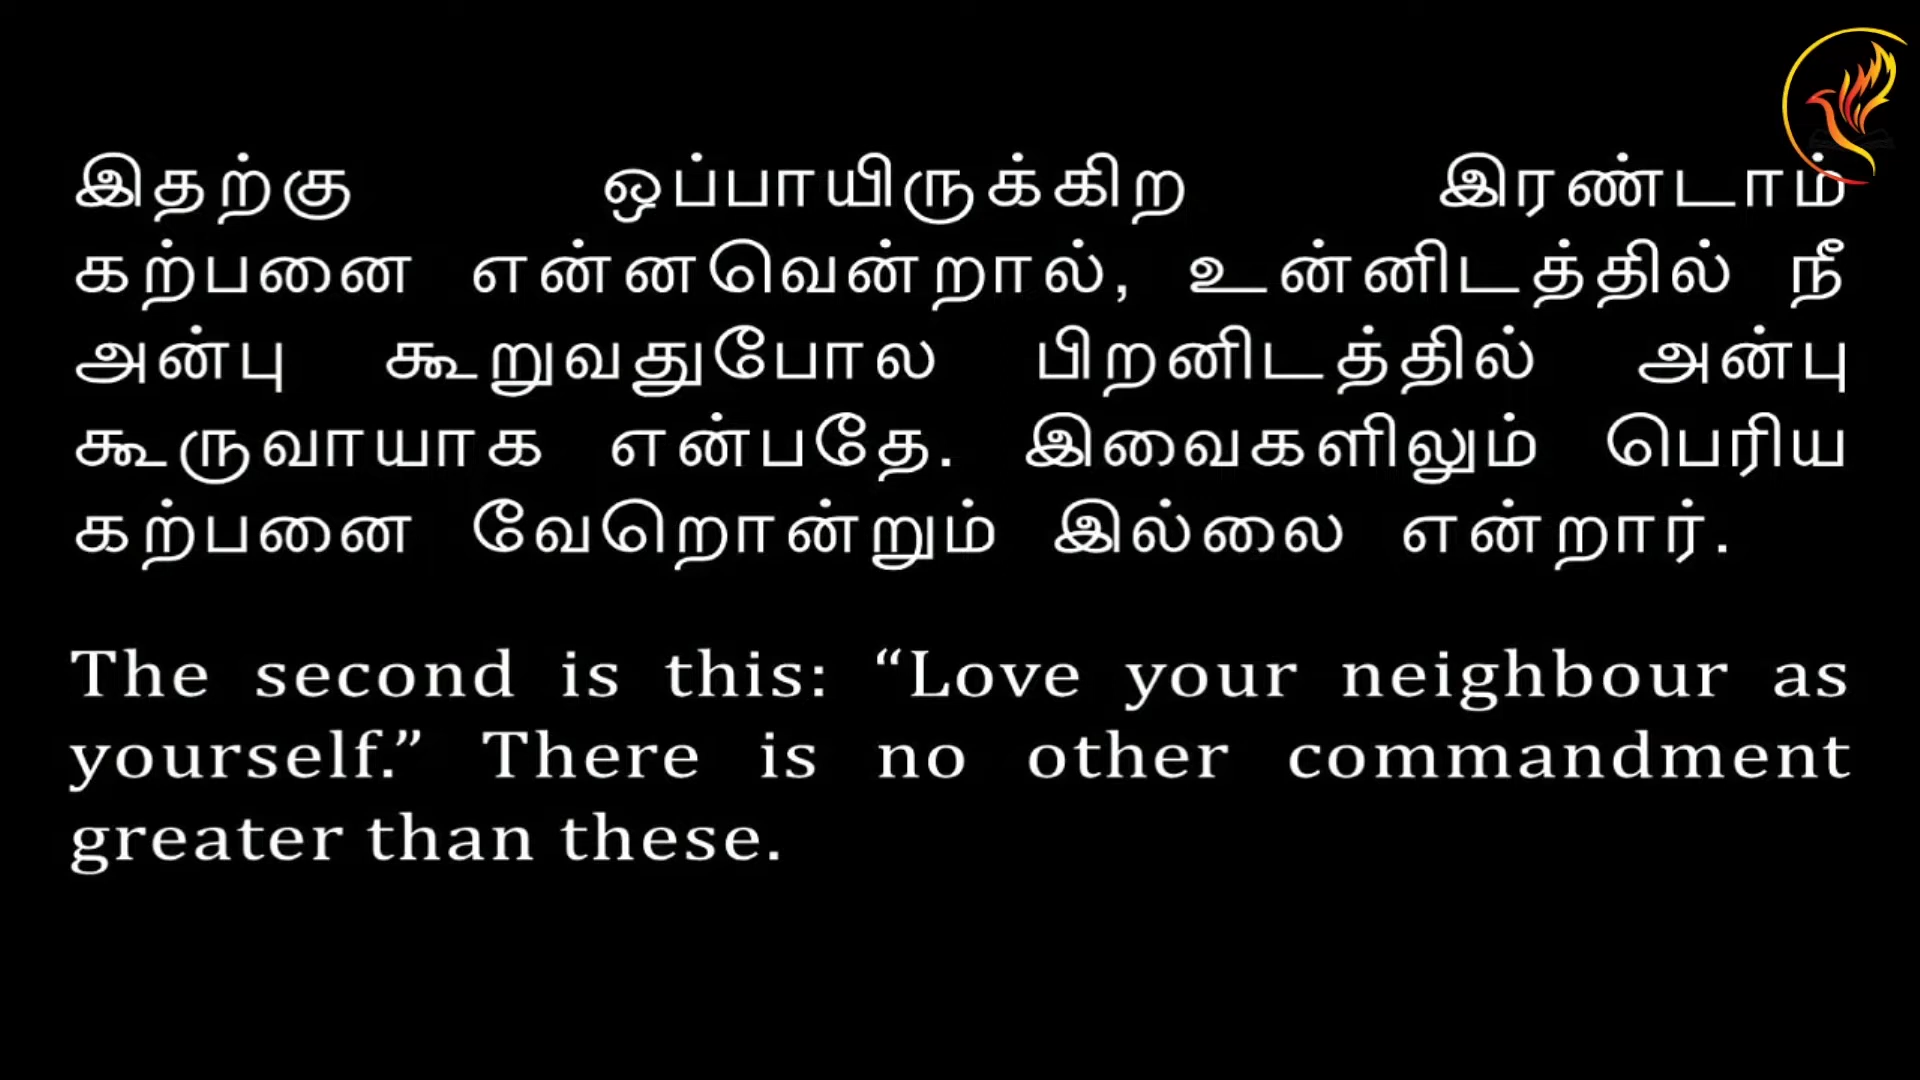 இதற்கு ஒப்பாயிருக்கிற இரண்டாம்
கற்பனை என்னவென்றால், உன்னிடத்தில் நீ
அன்பு கூறுவதுபோல பிறனிடத்தில் அன்பு
கூருவாயாக என்பதே. இவைகளிலும் பெரிய
கற்பனை வேறொன்றும் இல்லை என்றார்.
The second is this: “Love your neighbour as
yourself.” There is no other commandment
greater than these.